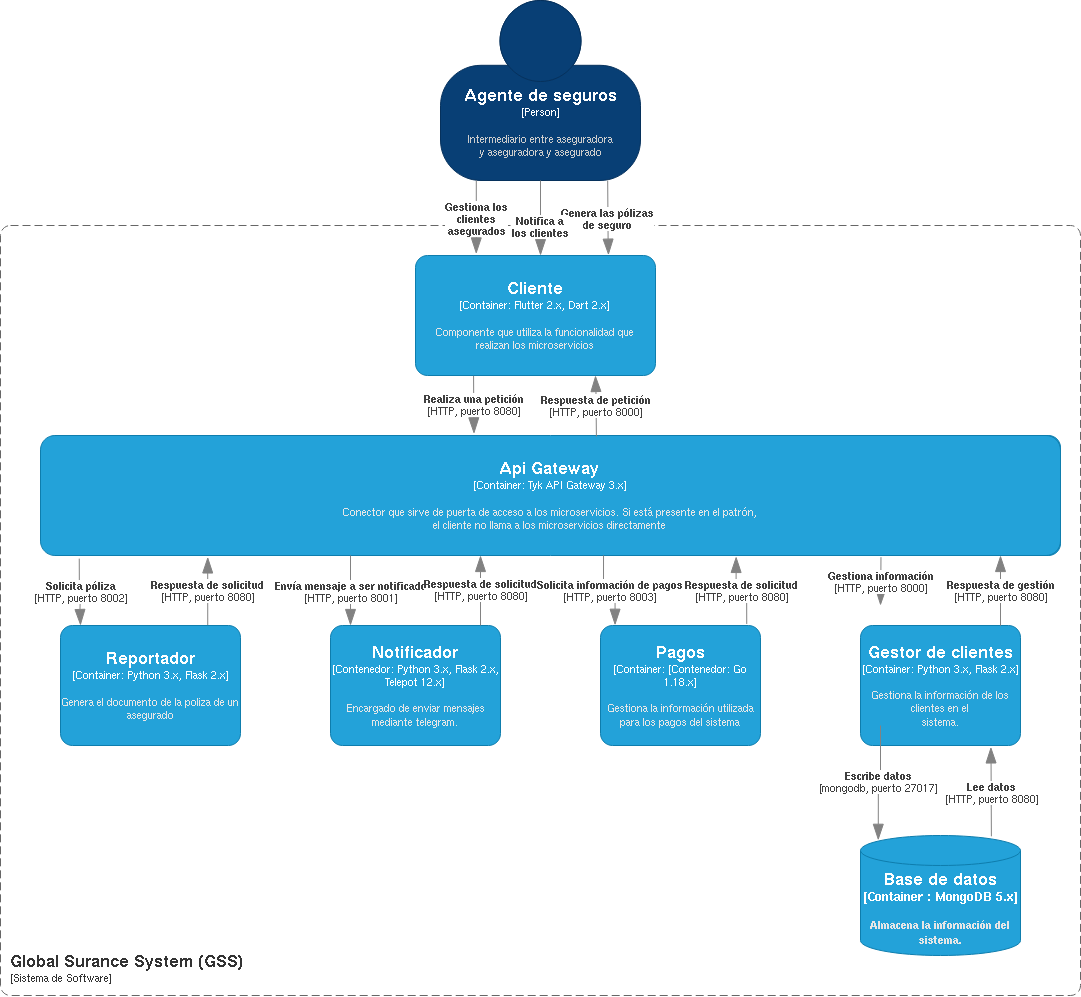 Agente de seguros
[Person]
Intermediario entre aseguradora
y aseguradora y asegurado
Gestiona los
clientes
asegurados
Notifica a
los clientes
Genera las pólizas
de seguro
Cliente
[Container: Flutter 2.x, Dart 2.x]
Componente que utiliza la funcionalidad que
realizan los microservicios
Realiza una petición
[HTTP, puerto 8080]
Respuesta de petición
[HTTP, puerto 8000]
Api Gateway
[Container: Tyk API Gateway 3.x]
Conector que sirve de puerta de acceso a los microservicios. Si está presente en el patrón,
el cliente no llama a los microservicios directamente
Solicita póliza
[HTTP, puerto 8002]
Respuesta de solicitud
[HTTP, puerto 8080]
Envía mensaje a ser notificado
[HTTP, puerto 8001]
Respuesta de solicitud
[HTTP, puerto 8080]
Solicita información de pagos
[HTTP, puerto 8003]
Respuesta de solicitud
[HTTP, puerto 8080]
Gestiona información
[HTTP, puerto 8000]
Respuesta de gestión
[HTTP, puerto 8080]
Reportador
[Container: Python 3.x, Flask 2.x]
Genera el documento de la poliza de un
asegurado
Notificador
[Contenedor: Python 3.x, Flask 2.x,
Telepot 12.x]
Encargado de enviar mensajes
mediante telegram.
Pagos
[Container: [Contenedor: Go
1.18.x]
Gestiona la información utilizada
para los pagos del sistema
Gestor de clientes
[Container: Python 3.x, Flask 2.x]
Gestiona la información de los
clientes en el
sistema.
Escribe datos
[mongodb, puerto 27017]
Lee datos
[HTTP, puerto 8080]
Base de datos
[Container : MongoDB 5.x]
Almacena la información del
sistema.
Global Surance System (GSS)
[Sistema de Software]